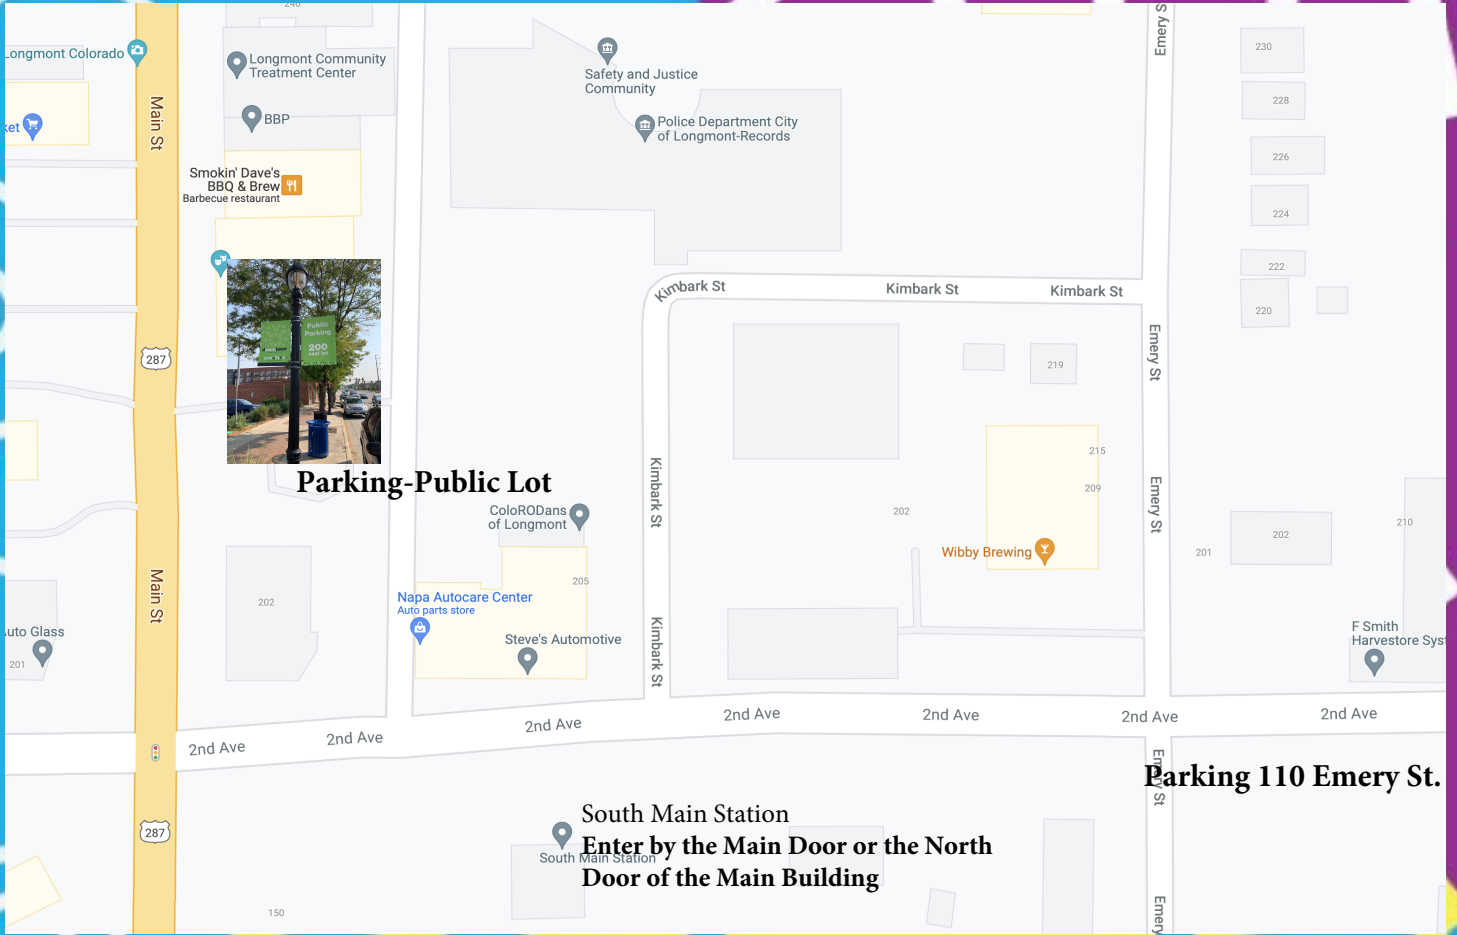 240
Longmont Colorado
Longmont Community
Treatment Center
BBP
Main St
Smokin' Dave's
BBQ & Brew
Barbecue restaurant
Safety and Justice
Community
Police Department City
of Longmont-Records
Emery S
230
228
226
224
222
220
Kimbark St
Kimbark St
Kimbark St
287
Public
Parking
200
Parking-Public Lot
ColoRODans
of Longmont
Kimbark St
219
215
209
202
Wibby Brewing
Emery St
Emery St
201
202
210
Main St
202
205
Napa Autocare Center
Auto parts store
Steve's Automotive
Kimbark St
uto Glass
201
F Smith
Harvestore Syst
2nd Ave
2nd Ave
2nd Ave
2nd Ave
2nd Ave
2nd Ave
2nd Ave
Emery St
Parking 110 Emery St.
287
South Main Station
Enter by the Main Door or the North
Door of the Main Building
South Main Station
150
Emery